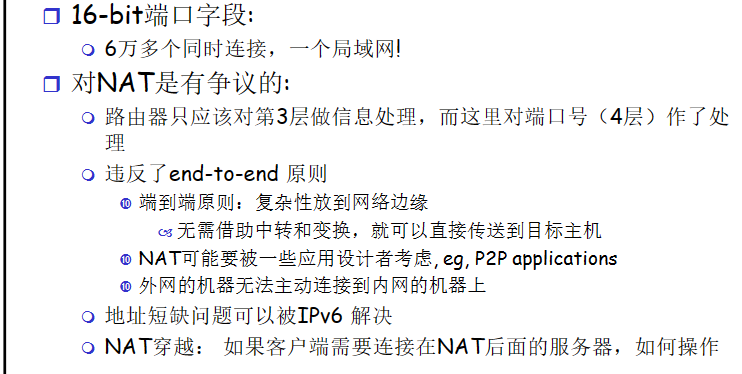 16-bit端口字段:
6万多个同时连接，一个局域网!
对NAT是有争议的:
路由器只应该对第3层做信息处理，而这里对端口号（4层）作了处
理
违反了end-to-end 原则
端到端原则：复杂性放到网络边缘
无需借助中转和变换，就可以直接传送到目标主机
NAT可能要被一些应用设计者考虑, eg, P2P applications
外网的机器无法主动连接到内网的机器上
地址短缺问题可以被IPv6 解决
NAT穿越： 如果客户端需要连接在NAT后面的服务器，如何操作